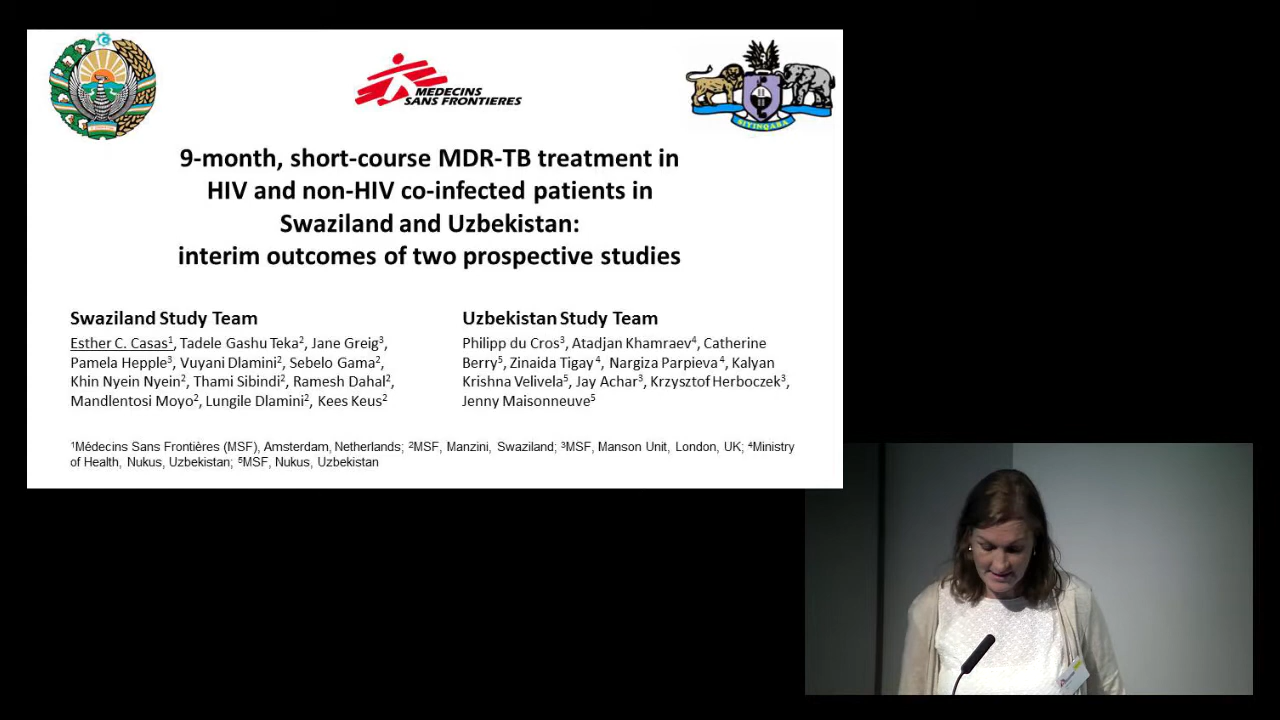 MEDECINS
SANS FRONTIERES
SIYINQABA
9-month, short-course MDR-TB treatment in
HIV and non-HIV co-infected patients in
Swaziland and Uzbekistan:
interim outcomes of two prospective studies
Swaziland Study Team
Esther C. Casas¹, Tadele Gashu Teka², Jane Greig³,
Pamela Hepple³, Vuyani Dlamini², Sebelo Gama²,
Khin Nyein Nyein², Thami Sibindi², Ramesh Dahal²,
Mandlentosi Moyo², Lungile Dlamini², Kees Keus²
Uzbekistan Study Team
Philipp du Cros³, Atadjan Khamraev⁴, Catherine
Berry⁵, Zinaida Tigay⁴, Nargiza Parpieva⁴, Kalyan
Krishna Velivela⁵, Jay Achar³, Krzysztof Herboczek³,
Jenny Maisonneuve⁵
¹Médecins Sans Frontières (MSF), Amsterdam, Netherlands; ²MSF, Manzini, Swaziland; ³MSF, Manson Unit, London, UK; ⁴Ministry
of Health, Nukus, Uzbekistan; ⁵MSF, Nukus, Uzbekistan